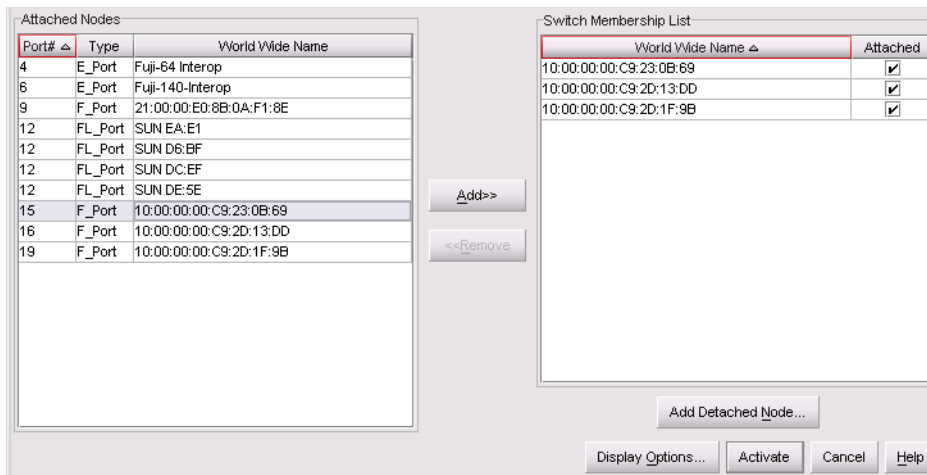 Attached Nodes
Port# Type World Wide Name
4 E_Port Fuji-64 Interop
6 E_Port Fuji-140-Interop
9 F_Port 21:00:00:E0:8B:0A:F1:8E
12 FL_Port SUN EA:E1
12 FL_Port SUN D6:BF
12 FL_Port SUN DC:EF
12 FL_Port SUN DE:5E
15 F_Port 10:00:00:00:C9:23:0B:69
16 F_Port 10:00:00:00:C9:2D:13:DD
19 F_Port 10:00:00:00:C9:2D:1F:9B
Add>>
<<Remove
Switch Membership List
World Wide Name Attached
10:00:00:00:C9:23:0B:69
10:00:00:00:C9:2D:13:DD
10:00:00:00:C9:2D:1F:9B
Add Detached Node...
Display Options... Activate Cancel Help